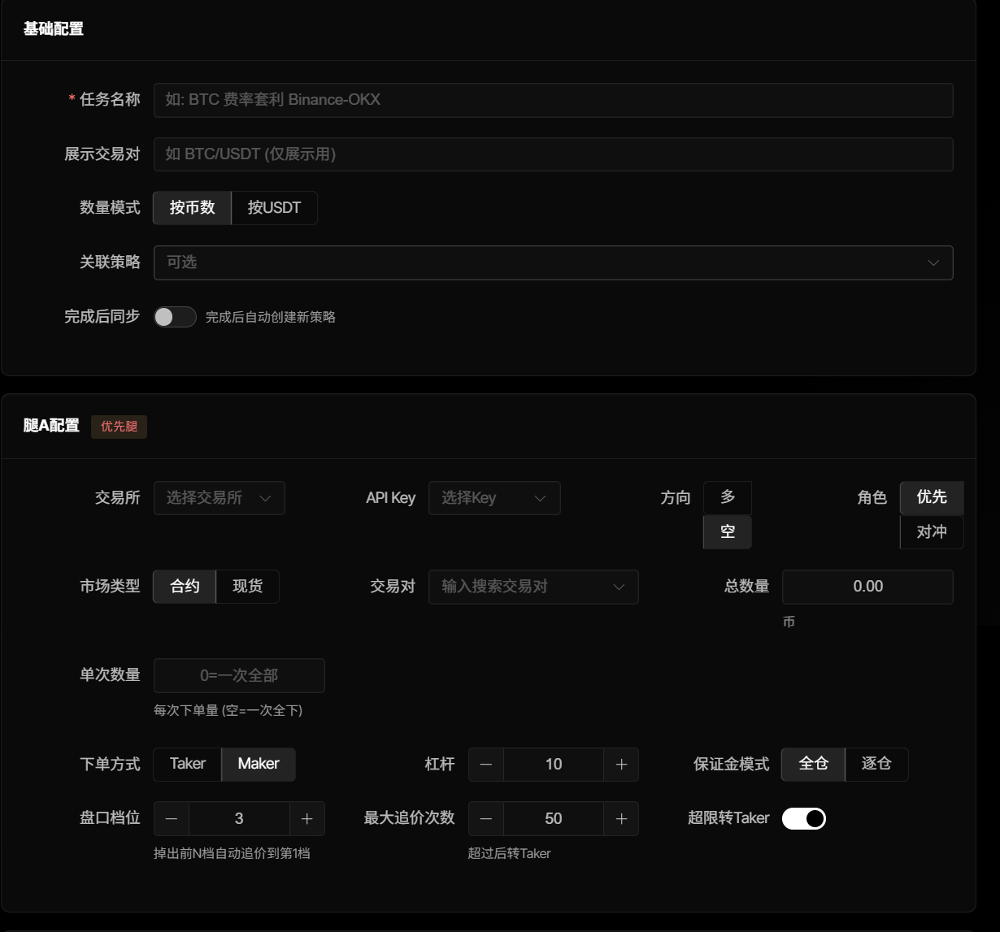 基础配置
* 任务名称 如: BTC 费率套利 Binance-OKX
展示交易对 如 BTC/USDT (仅展示用)
数量模式 按币数 按USDT
关联策略 可选
完成后同步 完成后自动创建新策略
腿A配置 优先腿
交易所 选择交易所 API Key 选择Key 方向 多 角色 优先
空 对冲
市场类型 合约 现货 交易对 输入搜索交易对 总数量 0.00
币
单次数量 0=一次全部
每次下单量 (空=一次全下)
下单方式 Taker Maker 杠杆 — 10 + 保证金模式 全仓 逐仓
盘口档位 — 3 + 最大追价次数 — 50 + 超限转Taker
掉出前N档自动追价到第1档 超过后转Taker